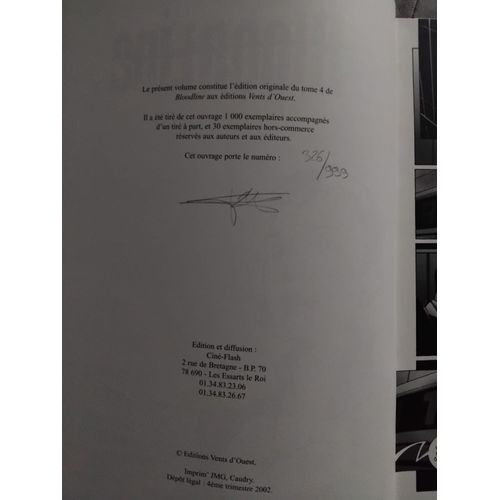 Le présent volume constitue l'édition originale du tome 4 de
Bloodline aux éditions Vents d'Ouest.
Il a été tiré de cet ouvrage 1 000 exemplaires accompagnés
d'un tiré à part, et 30 exemplaires hors-commerce
réservés aux auteurs et aux éditeurs.
Cet ouvrage porte le numéro : 326/999
Edition et diffusion :
Ciné-Flash
2 rue de Bretagne - B.P. 70
78 690 - Les Essarts le Roi
01.34.83.23.06
01.34.83.26.67
© Editions Vents d'Ouest.
Imprim' JMG, Caudry.
Dépôt légal : 4ème trimestre 2002.